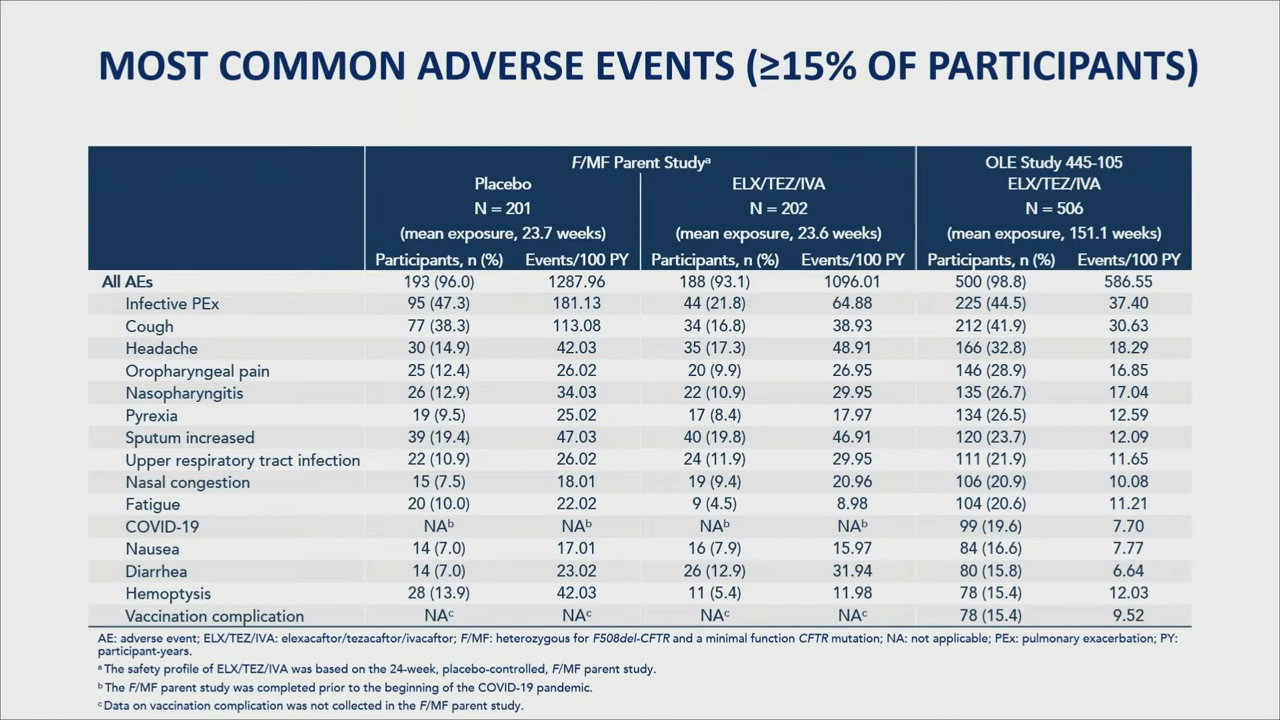 MOST COMMON ADVERSE EVENTS (≥15% OF PARTICIPANTS)
F/MF Parent Studyᵃ OLE Study 445-105
Placebo ELX/TEZ/IVA ELX/TEZ/IVA
N = 201 N = 202 N = 506
(mean exposure, 23.7 weeks) (mean exposure, 23.6 weeks) (mean exposure, 151.1 weeks)
Participants, n (%) Events/100 PY Participants, n (%) Events/100 PY Participants, n (%) Events/100 PY
All AEs 193 (96.0) 1287.96 188 (93.1) 1096.01 500 (98.8) 586.55
Infective PEx 95 (47.3) 181.13 44 (21.8) 64.88 225 (44.5) 37.40
Cough 77 (38.3) 113.08 34 (16.8) 38.93 212 (41.9) 30.63
Headache 30 (14.9) 42.03 35 (17.3) 48.91 166 (32.8) 18.29
Oropharyngeal pain 25 (12.4) 26.02 20 (9.9) 26.95 146 (28.9) 16.85
Nasopharyngitis 26 (12.9) 34.03 22 (10.9) 29.95 135 (26.7) 17.04
Pyrexia 19 (9.5) 25.02 17 (8.4) 17.97 134 (26.5) 12.59
Sputum increased 39 (19.4) 47.03 40 (19.8) 46.91 120 (23.7) 12.09
Upper respiratory tract infection 22 (10.9) 26.02 24 (11.9) 29.95 111 (21.9) 11.65
Nasal congestion 15 (7.5) 18.01 19 (9.4) 20.96 106 (20.9) 10.08
Fatigue 20 (10.0) 22.02 9 (4.5) 8.98 104 (20.6) 11.21
COVID-19 NAᵇ NAᵇ NAᵇ NAᵇ 99 (19.6) 7.70
Nausea 14 (7.0) 17.01 16 (7.9) 15.97 84 (16.6) 7.77
Diarrhea 14 (7.0) 23.02 26 (12.9) 31.94 80 (15.8) 6.64
Hemoptysis 28 (13.9) 42.03 11 (5.4) 11.98 78 (15.4) 12.03
Vaccination complication NAᶜ NAᶜ NAᶜ NAᶜ 78 (15.4) 9.52
AE: adverse event; ELX/TEZ/IVA: elexacaftor/tezacaftor/ivacaftor; F/MF: heterozygous for F508del-CFTR and a minimal function CFTR mutation; NA: not applicable; PEx: pulmonary exacerbation; PY:
participant-years.
ᵃ The safety profile of ELX/TEZ/IVA was based on the 24-week, placebo-controlled, F/MF parent study.
ᵇ The F/MF parent study was completed prior to the beginning of the COVID-19 pandemic.
ᶜ Data on vaccination complication was not collected in the F/MF parent study.